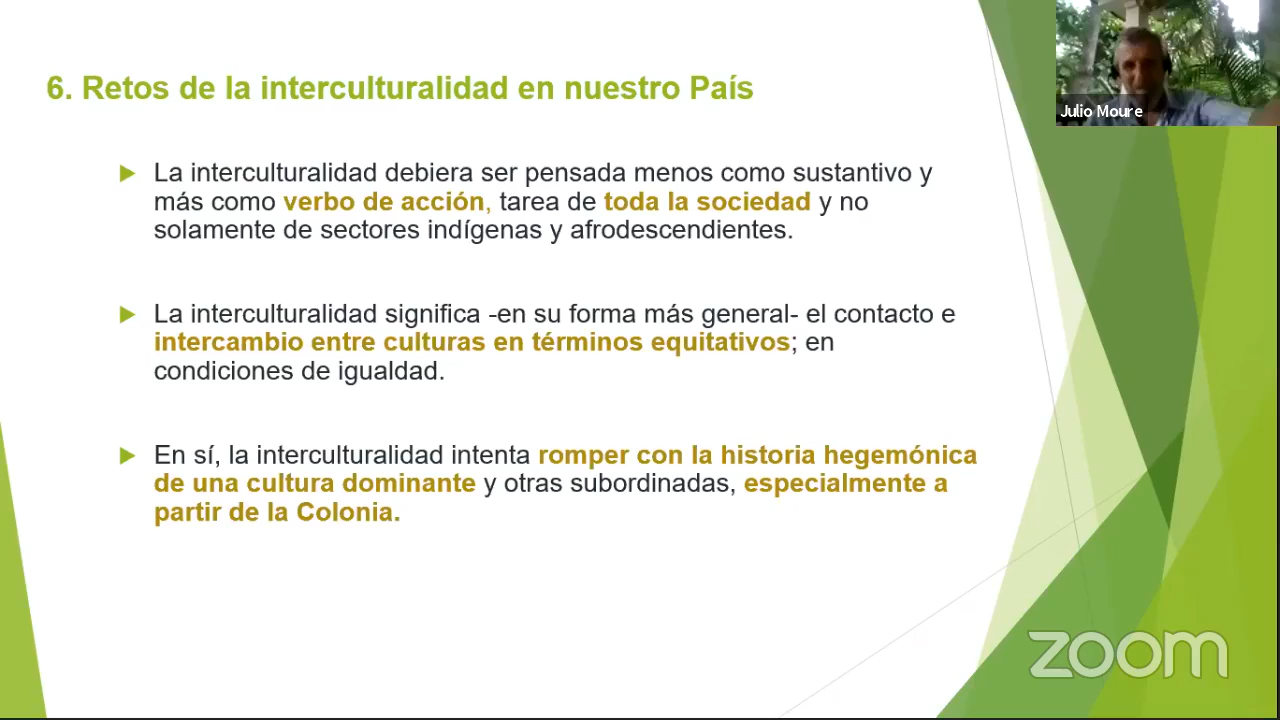 6. Retos de la interculturalidad en nuestro País
Julio Moure
La interculturalidad debiera ser pensada menos como sustantivo y
más como verbo de acción, tarea de toda la sociedad y no
solamente de sectores indígenas y afrodescendientes.
La interculturalidad significa -en su forma más general- el contacto e
intercambio entre culturas en términos equitativos; en
condiciones de igualdad.
En sí, la interculturalidad intenta romper con la historia hegemónica
de una cultura dominante y otras subordinadas, especialmente a
partir de la Colonia.
zoom